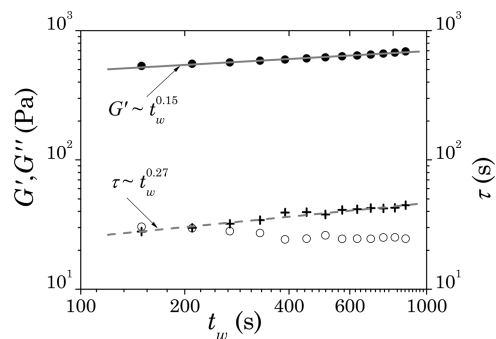 10³
10³
G' ~ t_w^0.15
G', G'' (Pa)
10²
10²
τ (s)
τ ~ t_w^0.27
10¹
10¹
100 200 400 600 800 1000
t_w (s)